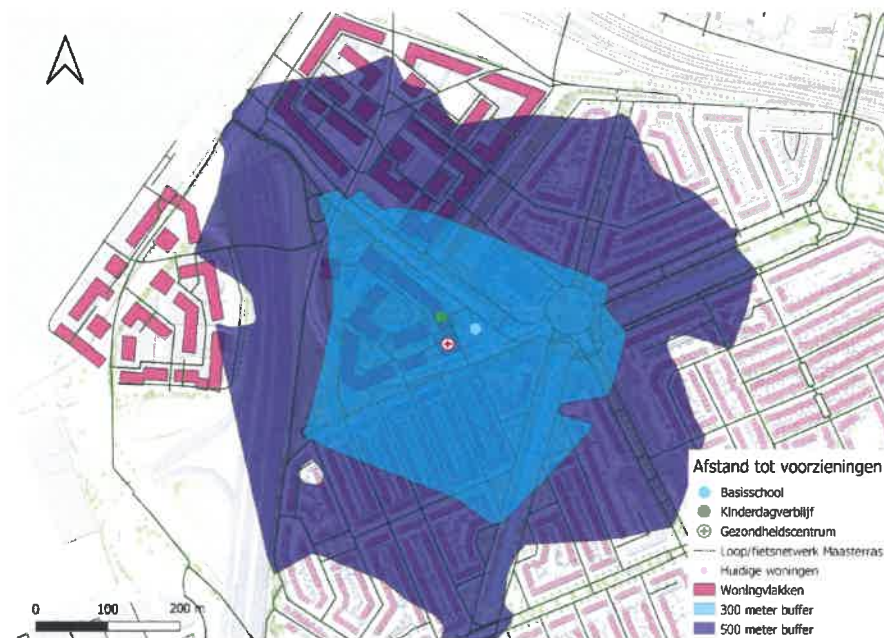 Afstand tot voorzieningen
Basisschool
Kinderdagverblijf
Gezondheidscentrum
Loop/fietsnetwerk Maasterras
Huidige woningen
Woningvlakken
300 meter buffer
500 meter buffer
0 100 200 m